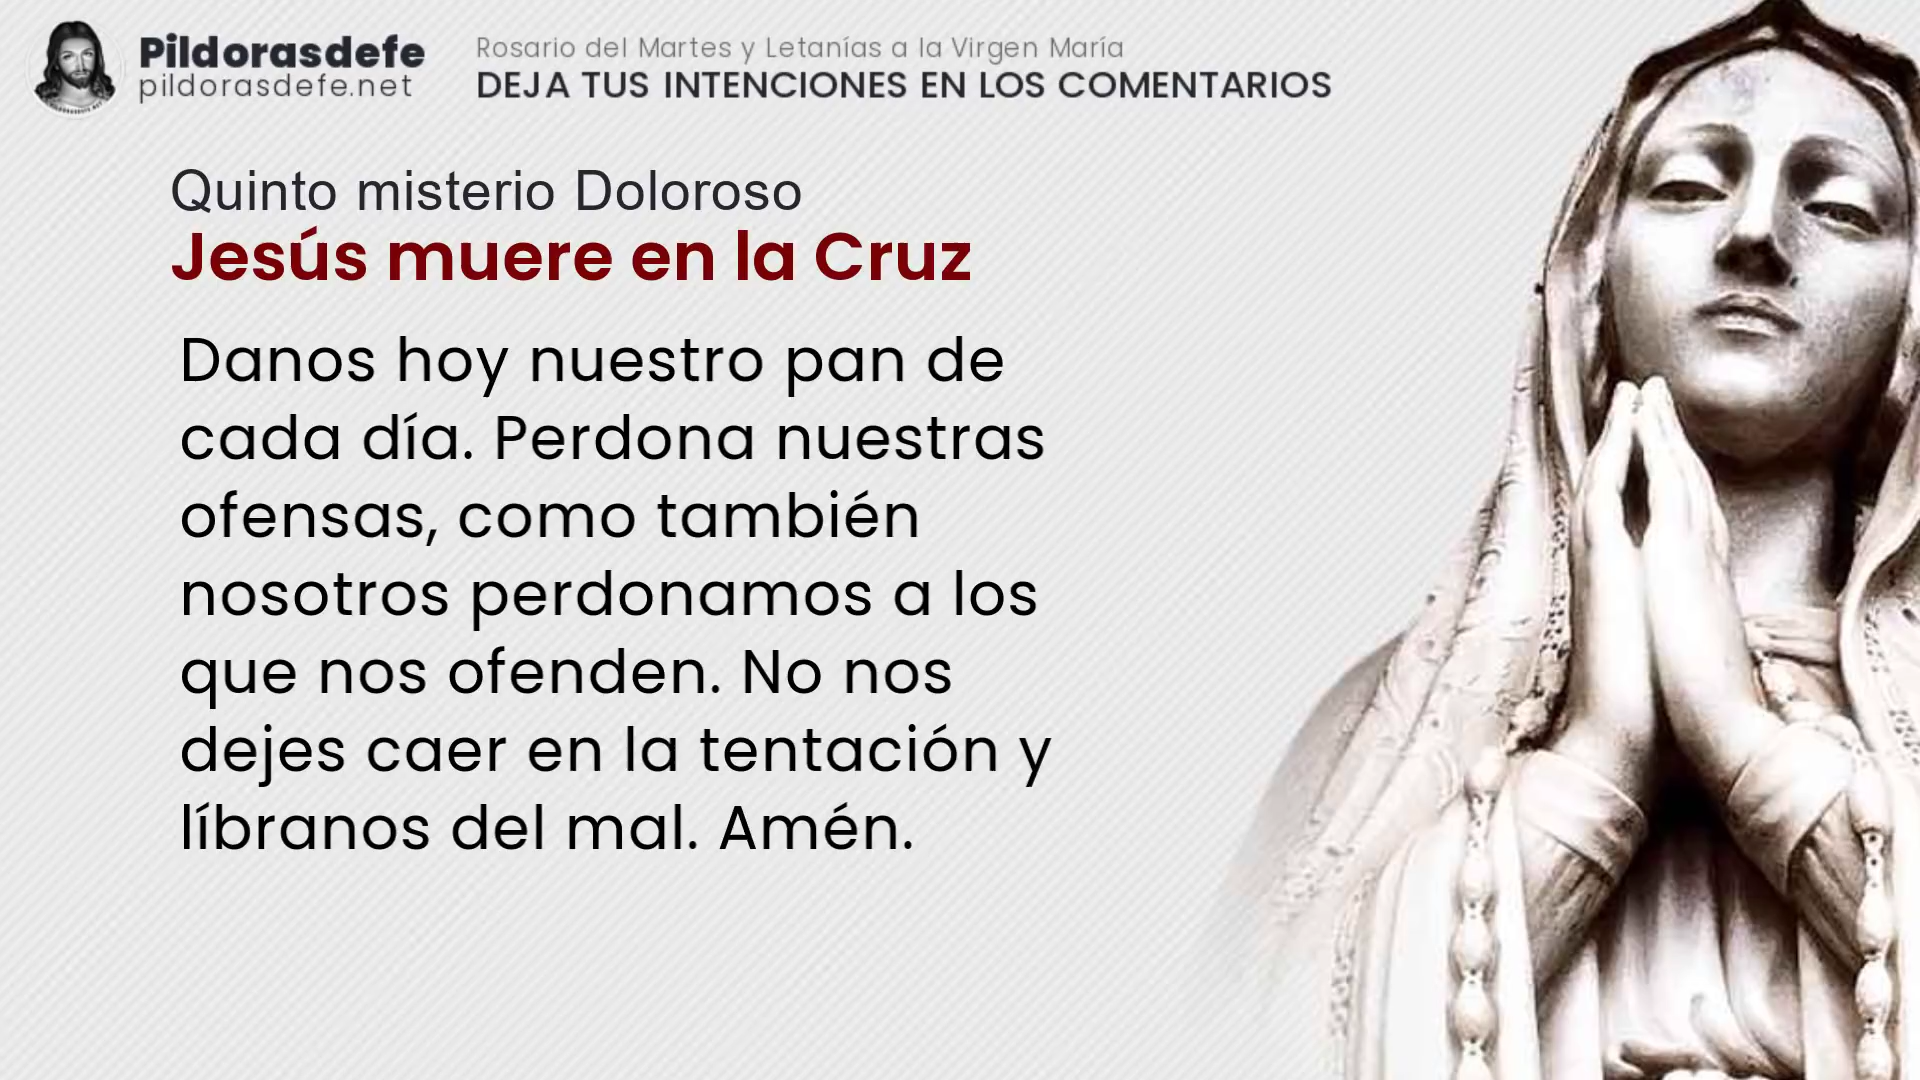 Pildorasdefe
pildorasdefe.net
Rosario del Martes y Letanías a la Virgen María
DEJA TUS INTENCIONES EN LOS COMENTARIOS
Quinto misterio Doloroso
Jesús muere en la Cruz
Danos hoy nuestro pan de
cada día. Perdona nuestras
ofensas, como también
nosotros perdonamos a los
que nos ofenden. No nos
dejes caer en la tentación y
líbranos del mal. Amén.